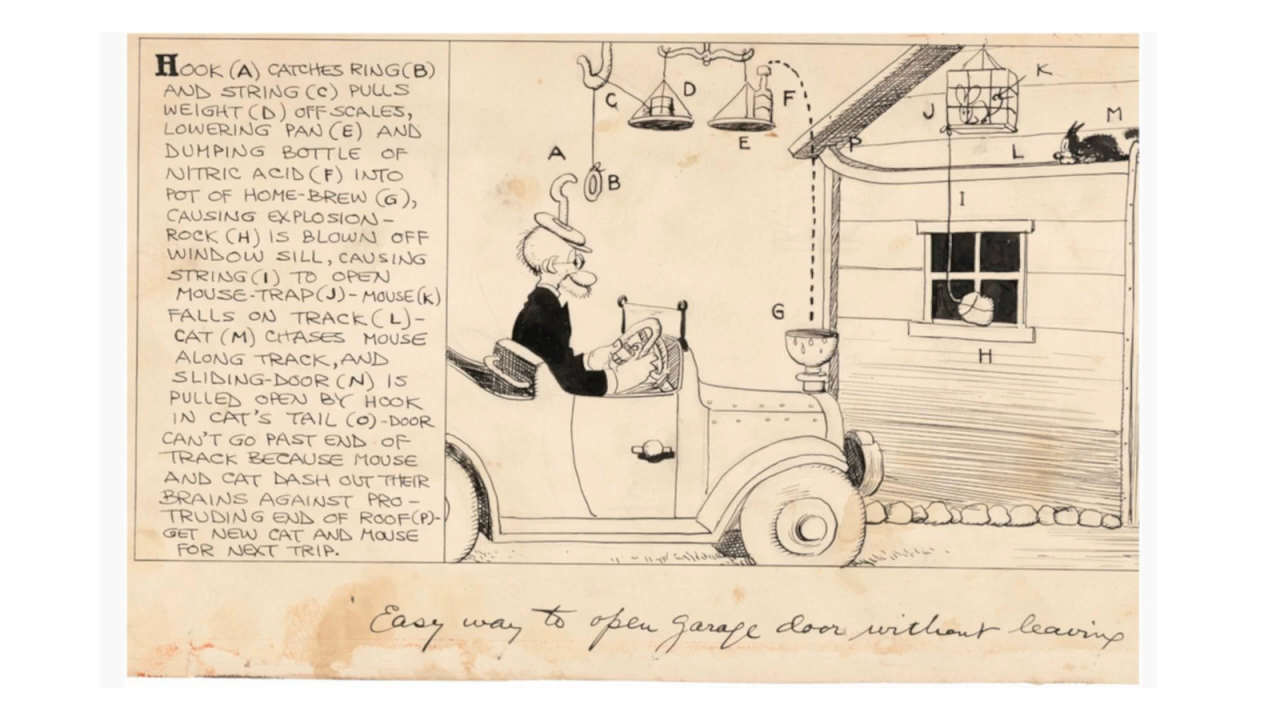 HOOK (A) CATCHES RING (B)
AND STRING (C) PULLS
WEIGHT (D) OFF SCALES,
LOWERING PAN (E) AND
DUMPING BOTTLE OF
NITRIC ACID (F) INTO
POT OF HOME-BREW (G),
CAUSING EXPLOSION-
ROCK (H) IS BLOWN OFF
WINDOW SILL, CAUSING
STRING (I) TO OPEN
MOUSE-TRAP (J)-MOUSE (K)
FALLS ON TRACK (L)-
CAT (M) CHASES MOUSE
ALONG TRACK, AND
SLIDING-DOOR (N) IS
PULLED OPEN BY HOOK
IN CAT'S TAIL (O)-DOOR
CAN'T GO PAST END OF
TRACK BECAUSE MOUSE
AND CAT DASH OUT THEIR
BRAINS AGAINST PRO-
TRUDING END OF ROOF (P)-
GET NEW CAT AND MOUSE
FOR NEXT TRIP.
A
B
C
D
E
F
G
H
I
J
K
L
M
P
Easy way to open garage door without leaving